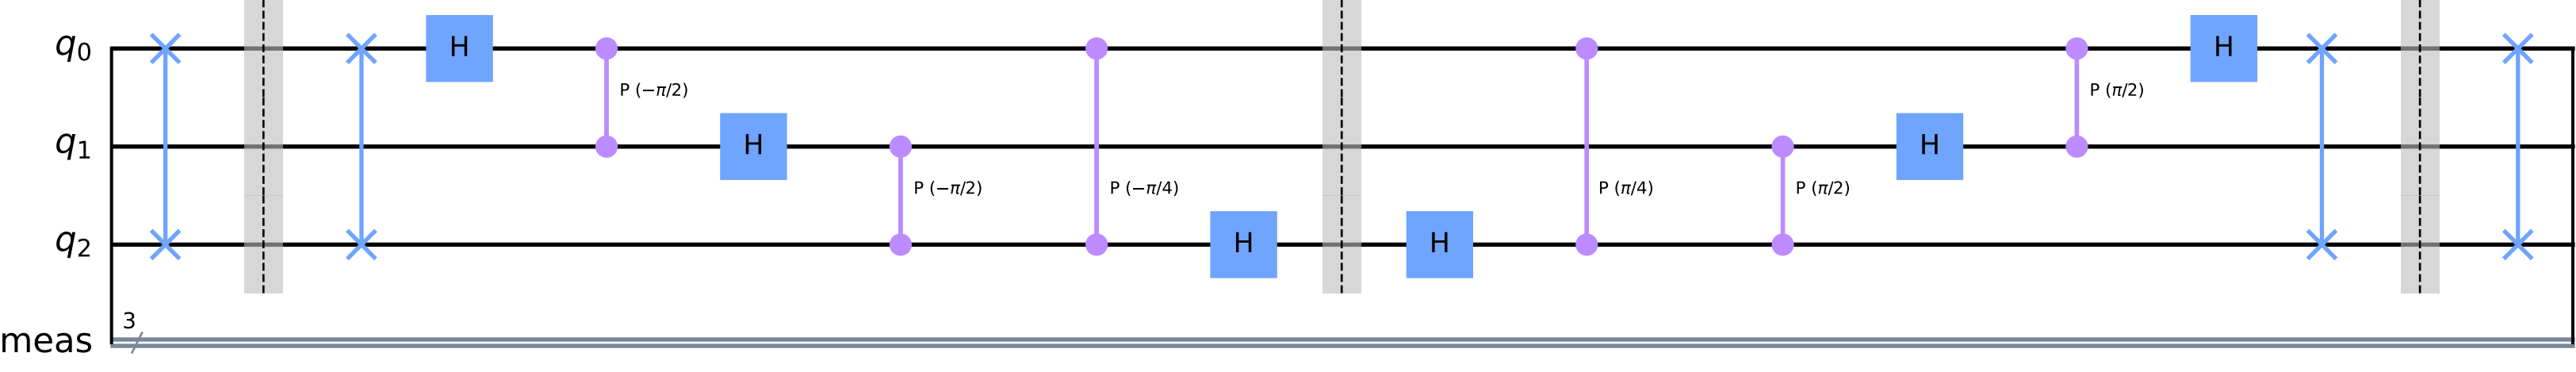 q0 H H
P (−π/2) P (π/2)
q1 H H
P (−π/2) P (−π/4) P (π/4) P (π/2)
q2 H H
3
meas